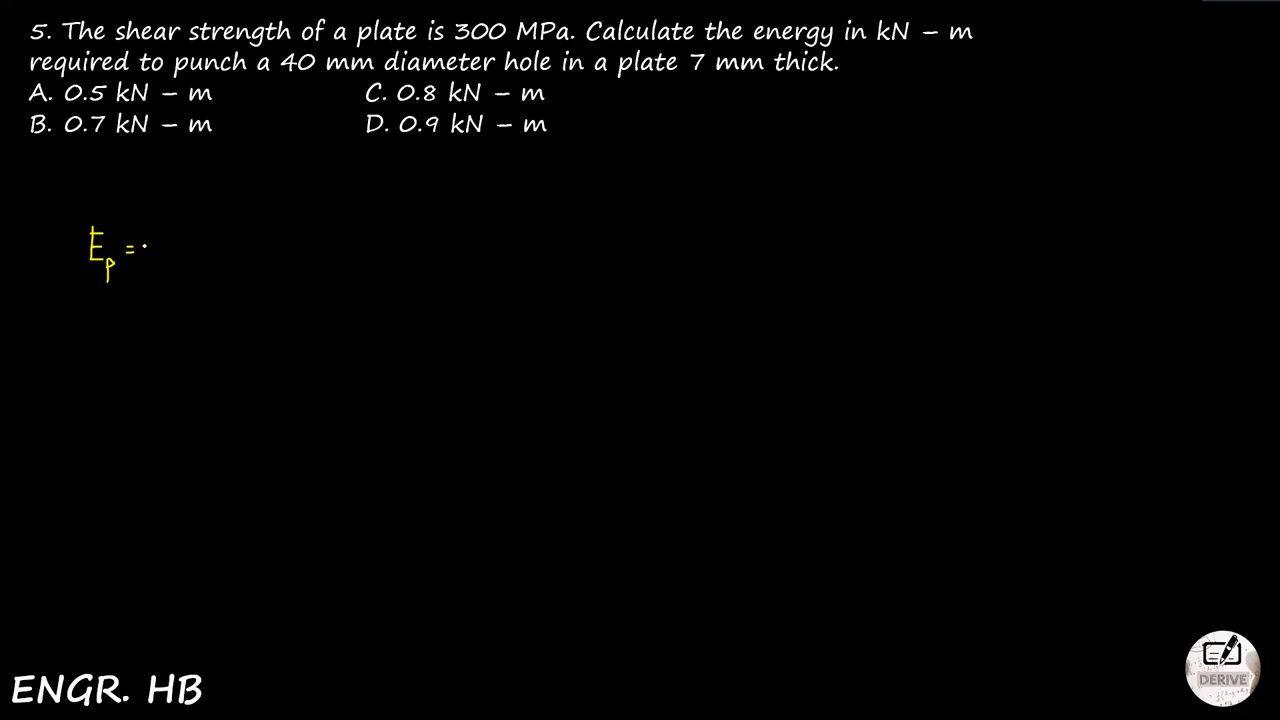 5. The shear strength of a plate is 300 MPa. Calculate the energy in kN – m
required to punch a 40 mm diameter hole in a plate 7 mm thick.
A. 0.5 kN – m C. 0.8 kN – m
B. 0.7 kN – m D. 0.9 kN – m
Ep =
ENGR. HB
DERIVE